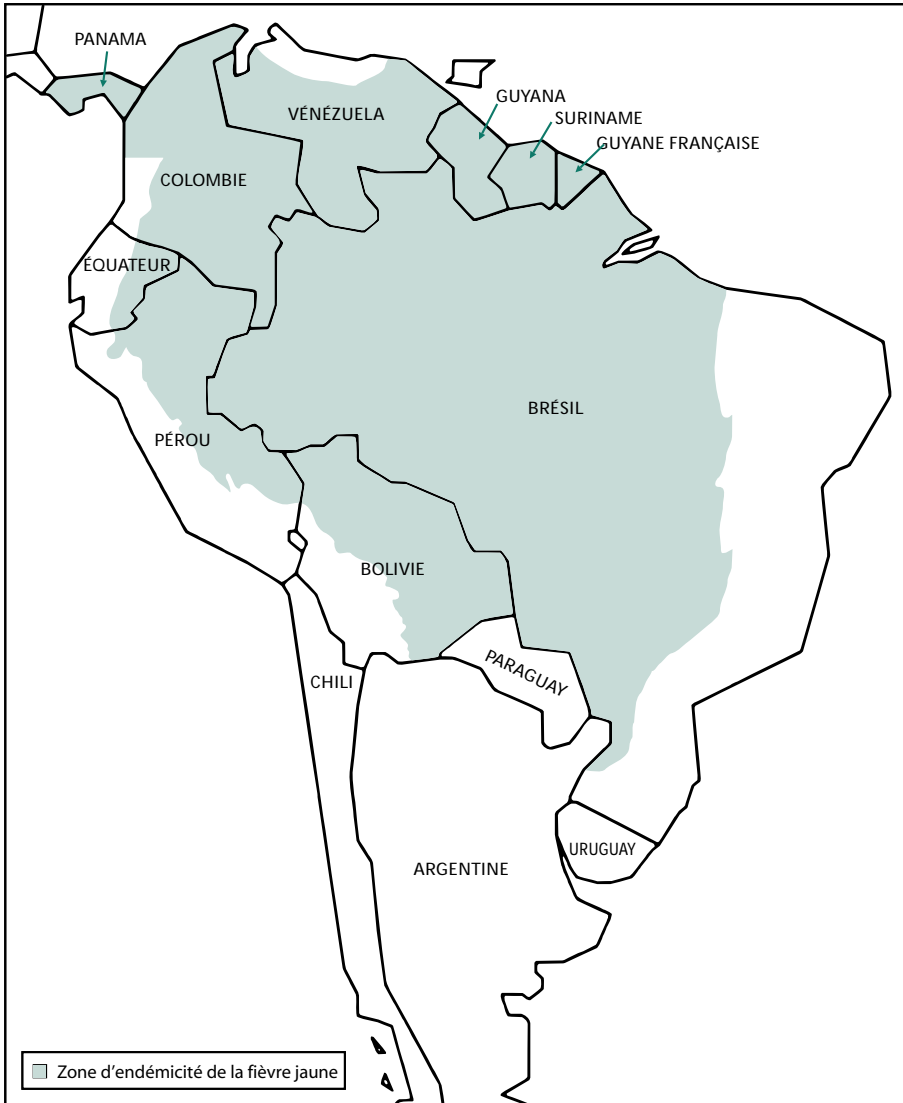 PANAMA
VÉNÉZUELA
GUYANA
SURINAME
GUYANE FRANÇAISE
COLOMBIE
ÉQUATEUR
BRÉSIL
PÉROU
BOLIVIE
PARAGUAY
CHILI
URUGUAY
ARGENTINE
Zone d'endémicité de la fièvre jaune